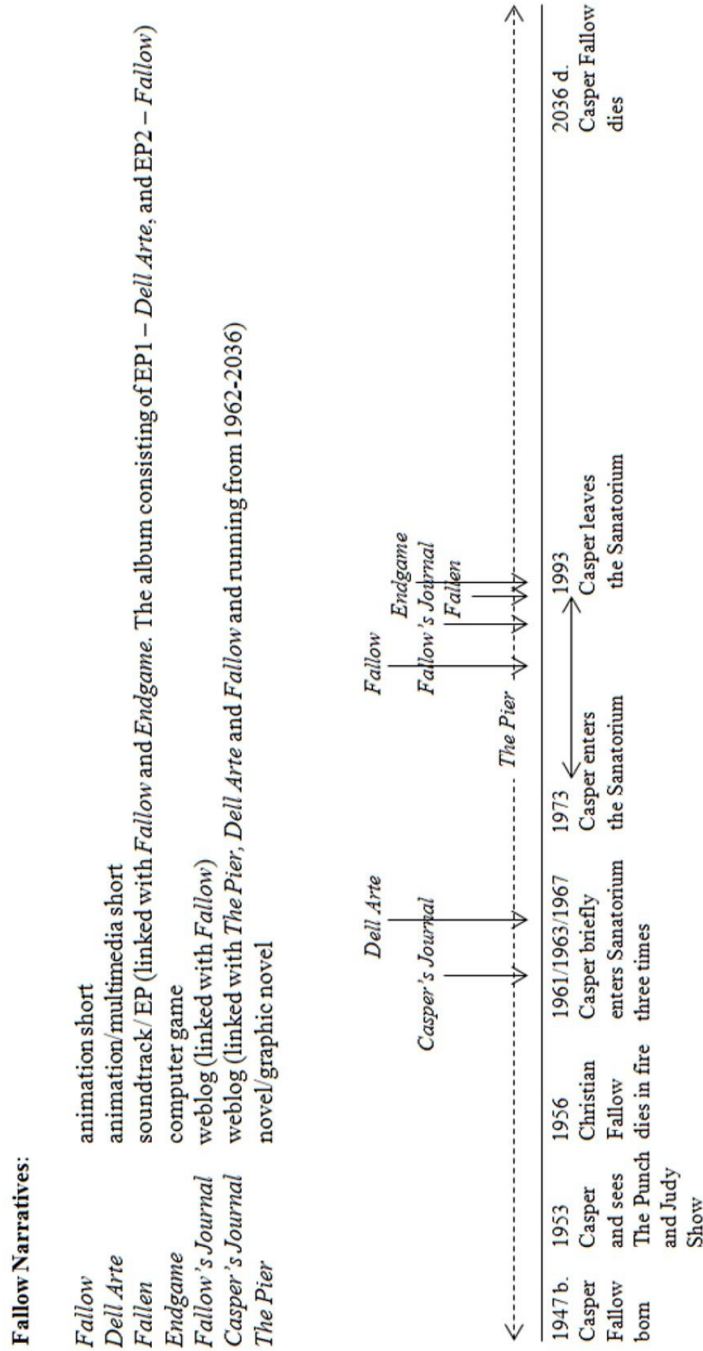 Fallow Narratives:
Fallow animation short
Dell Arte animation/multimedia short
Fallen soundtrack/ EP (linked with Fallow and Endgame. The album consisting of EP1 – Dell Arte, and EP2 – Fallow)
Endgame computer game
Fallow's Journal weblog (linked with Fallow)
Casper's Journal weblog (linked with The Pier, Dell Arte and Fallow and running from 1962-2036)
The Pier novel/graphic novel
Dell Arte
Casper's Journal
Fallow
Endgame
Fallow's Journal
Fallen
The Pier
1947 b.
Casper
Fallow
born
1953
Casper
and sees
The Punch
and Judy
Show
1956
Christian
Fallow
dies in fire
1961/1963/1967
Casper briefly
enters Sanatorium
three times
1973
Casper enters
the Sanatorium
1993
Casper leaves
the Sanatorium
2036 d.
Casper Fallow
dies